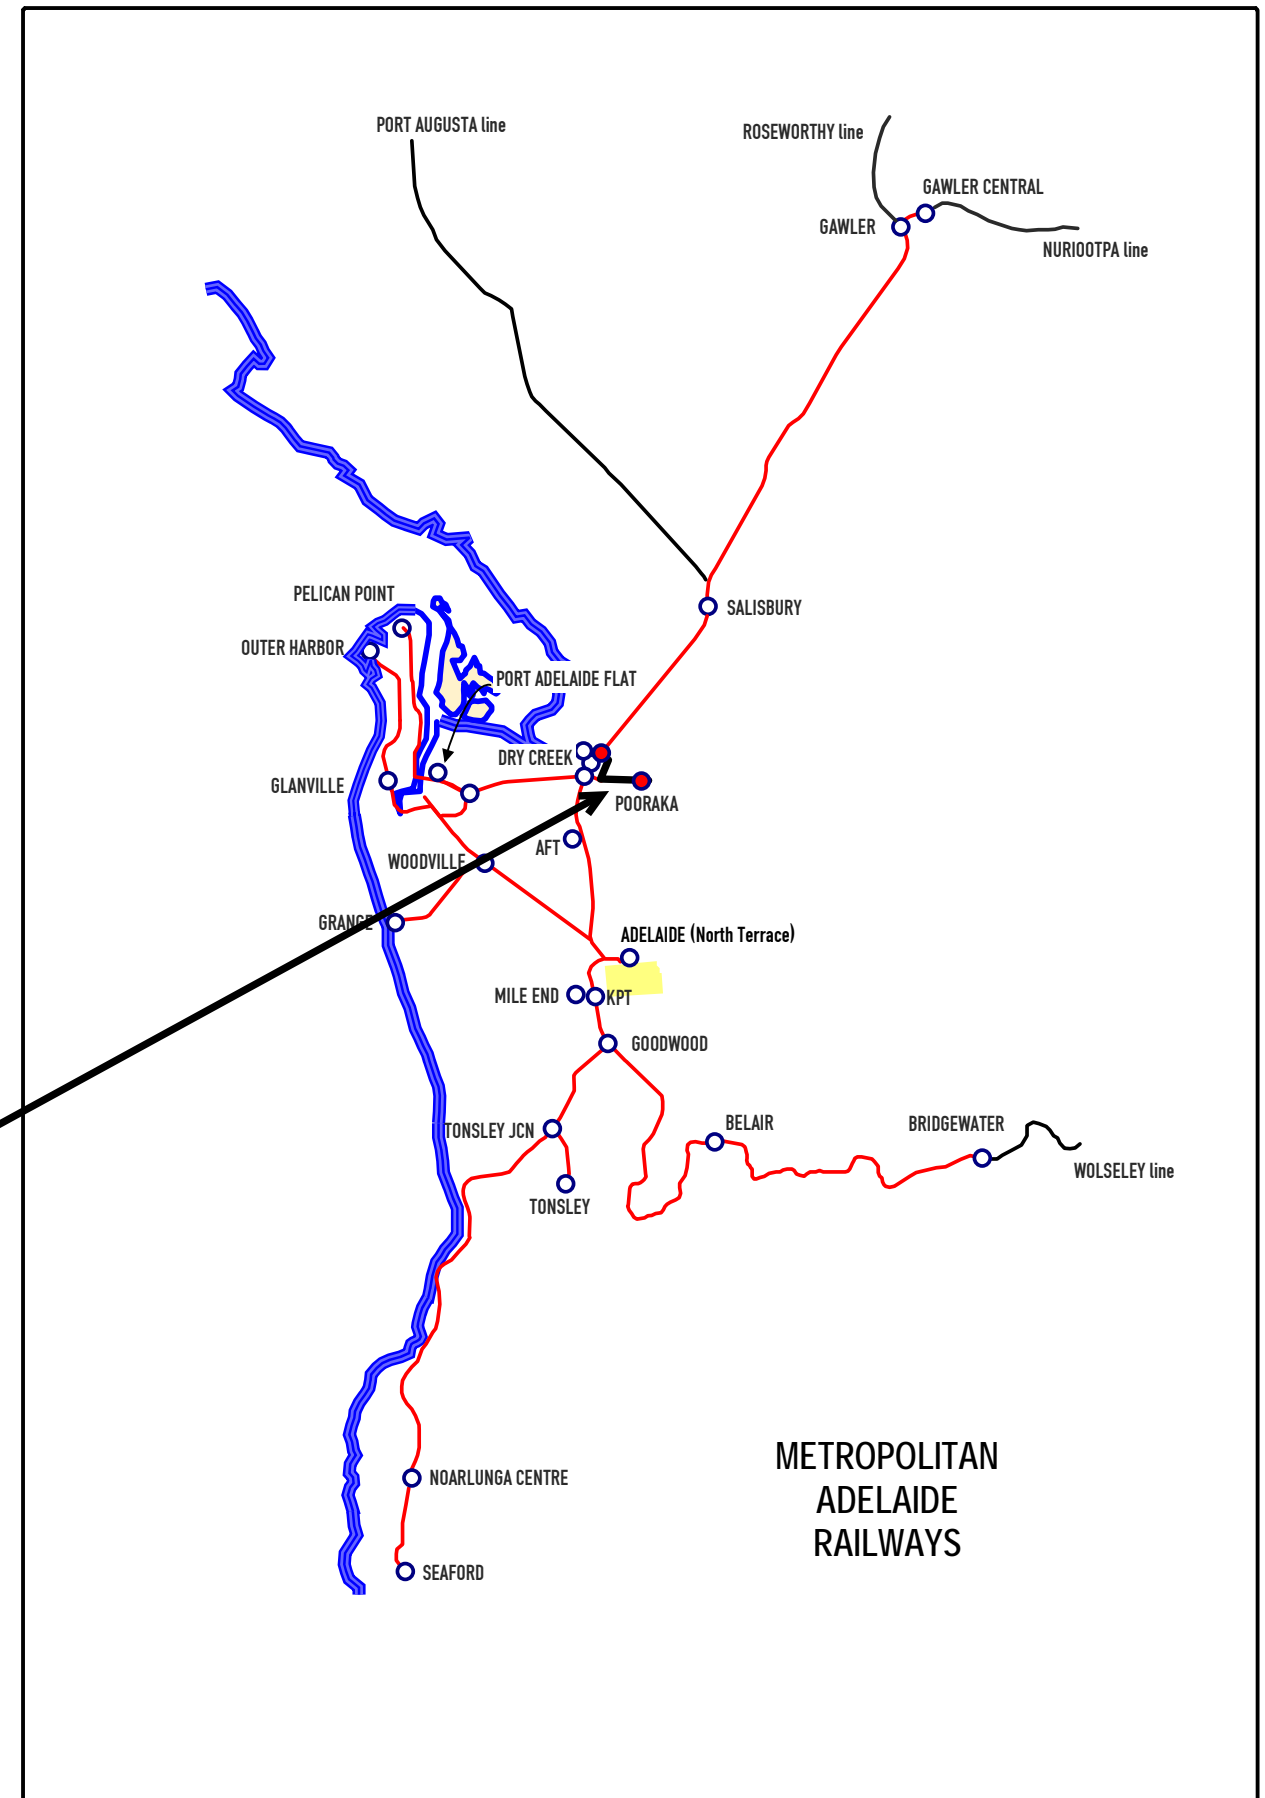 PORT AUGUSTA line
ROSEWORTHY line
GAWLER CENTRAL
GAWLER
NURIOOTPA line
PELICAN POINT
SALISBURY
OUTER HARBOR
PORT ADELAIDE FLAT
DRY CREEK
GLANVILLE
POORAKA
AFT
WOODVILLE
GRANGE
ADELAIDE (North Terrace)
MILE END
KPT
GOODWOOD
TONSLEY JCN
BELAIR
BRIDGEWATER
WOLSELEY line
TONSLEY
METROPOLITAN
ADELAIDE
RAILWAYS
NOARLUNGA CENTRE
SEAFORD